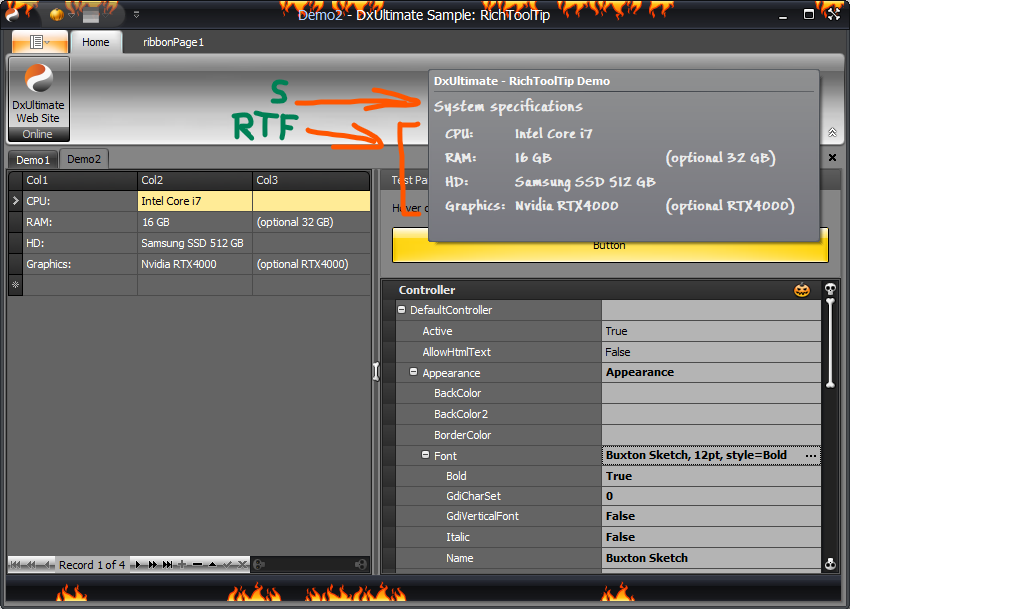 Demo2 - DxUltimate Sample: RichToolTip
Home
ribbonPage1
DxUltimate
Web Site
Online
S
RTF
DxUltimate - RichToolTip Demo
System specifications
CPU: Intel Core i7
RAM: 16 GB (optional 32 GB)
HD: Samsung SSD 512 GB
Graphics: Nvidia RTX4000 (optional RTX4000)
Demo1
Demo2
Col1 Col2 Col3
CPU: Intel Core i7
RAM: 16 GB (optional 32 GB)
HD: Samsung SSD 512 GB
Graphics: Nvidia RTX4000 (optional RTX4000)
Record 1 of 4
Test Pa
Hover
Button
Controller
DefaultController
Active True
AllowHtmlText False
Appearance Appearance
BackColor
BackColor2
BorderColor
Font Buxton Sketch, 12pt, style=Bold ...
Bold True
GdiCharSet 0
GdiVerticalFont False
Italic False
Name Buxton Sketch